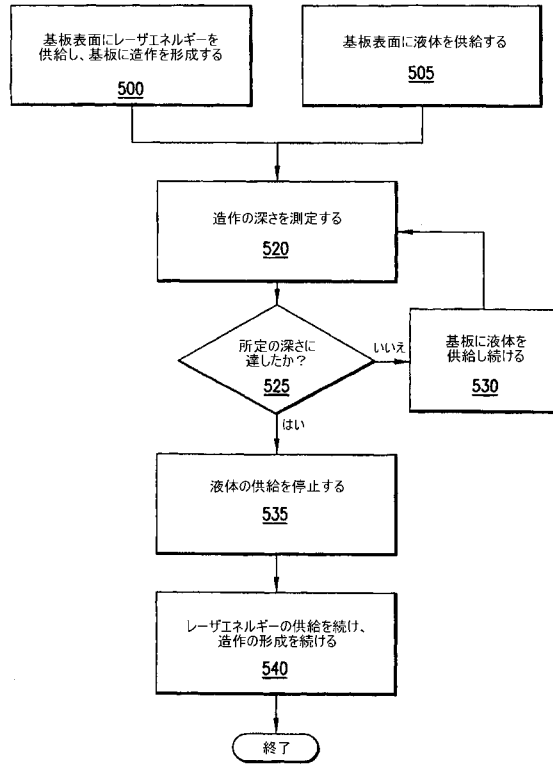 基板表面にレーザエネルギーを
供給し、基板に造作を形成する
500
基板表面に液体を供給する
505
造作の深さを測定する
520
所定の深さに
達したか?
525
いいえ
基板に液体を
供給し続ける
530
はい
液体の供給を停止する
535
レーザエネルギーの供給を続け、
造作の形成を続ける
540
終了